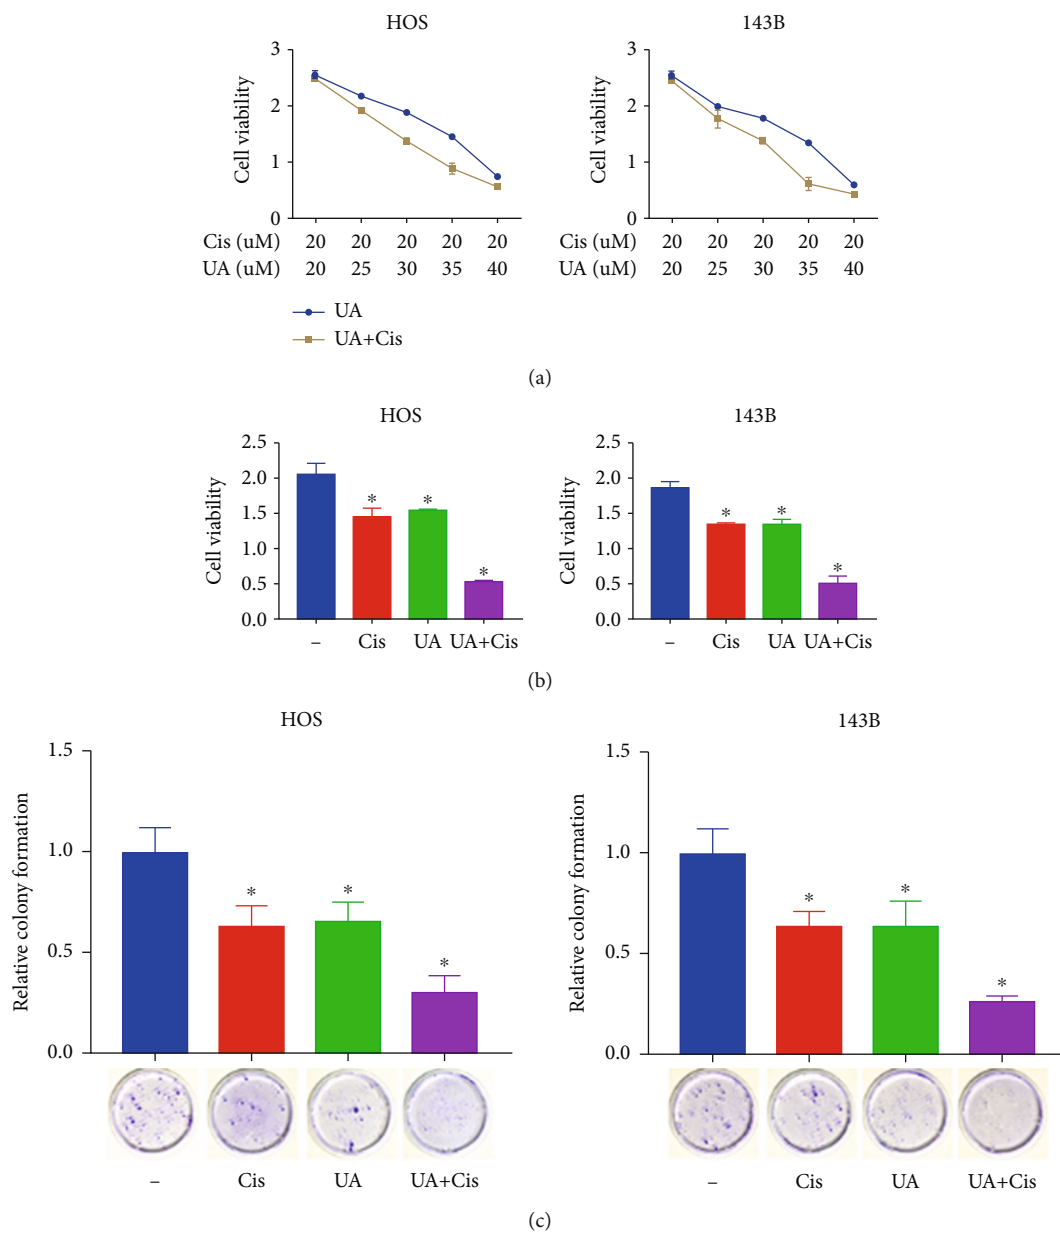 HOS
143B
Cell viability
3
2
1
0
Cell viability
3
2
1
0
Cis (uM) 20 20 20 20 20
UA (uM) 20 25 30 35 40
Cis (uM) 20 20 20 20 20
UA (uM) 20 25 30 35 40
UA
UA+Cis
(a)
HOS
143B
Cell viability
2.5
2.0
1.5
1.0
0.5
0.0
* * *
– Cis UA UA+Cis
Cell viability
2.5
2.0
1.5
1.0
0.5
0.0
* * *
– Cis UA UA+Cis
(b)
HOS
143B
Relative colony formation
1.5
1.0
0.5
0.0
* * *
– Cis UA UA+Cis
Relative colony formation
1.5
1.0
0.5
0.0
* * *
– Cis UA UA+Cis
(c)